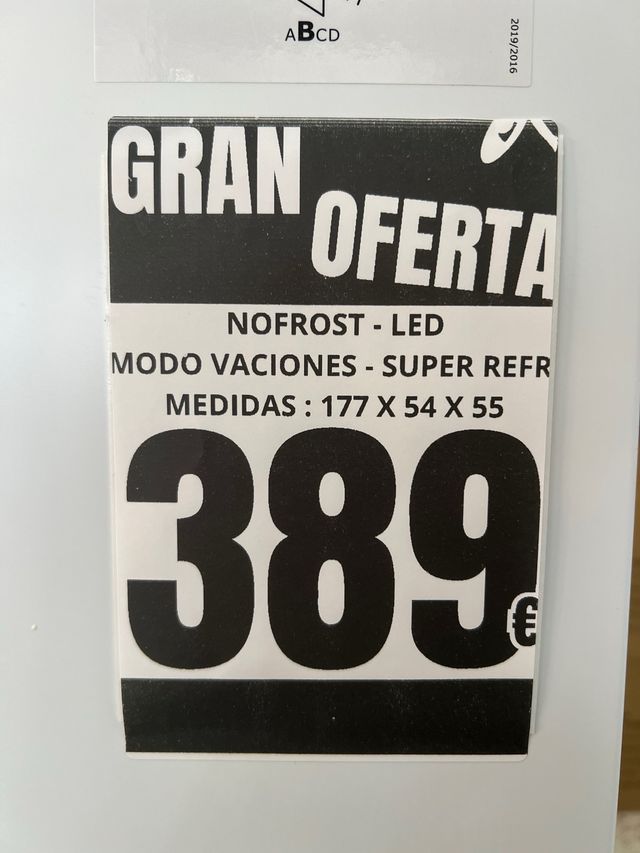 ABCD
2019/2016
GRAN
OFERTA
NOFROST - LED
MODO VACIONES - SUPER REFR
MEDIDAS : 177 X 54 X 55
389€